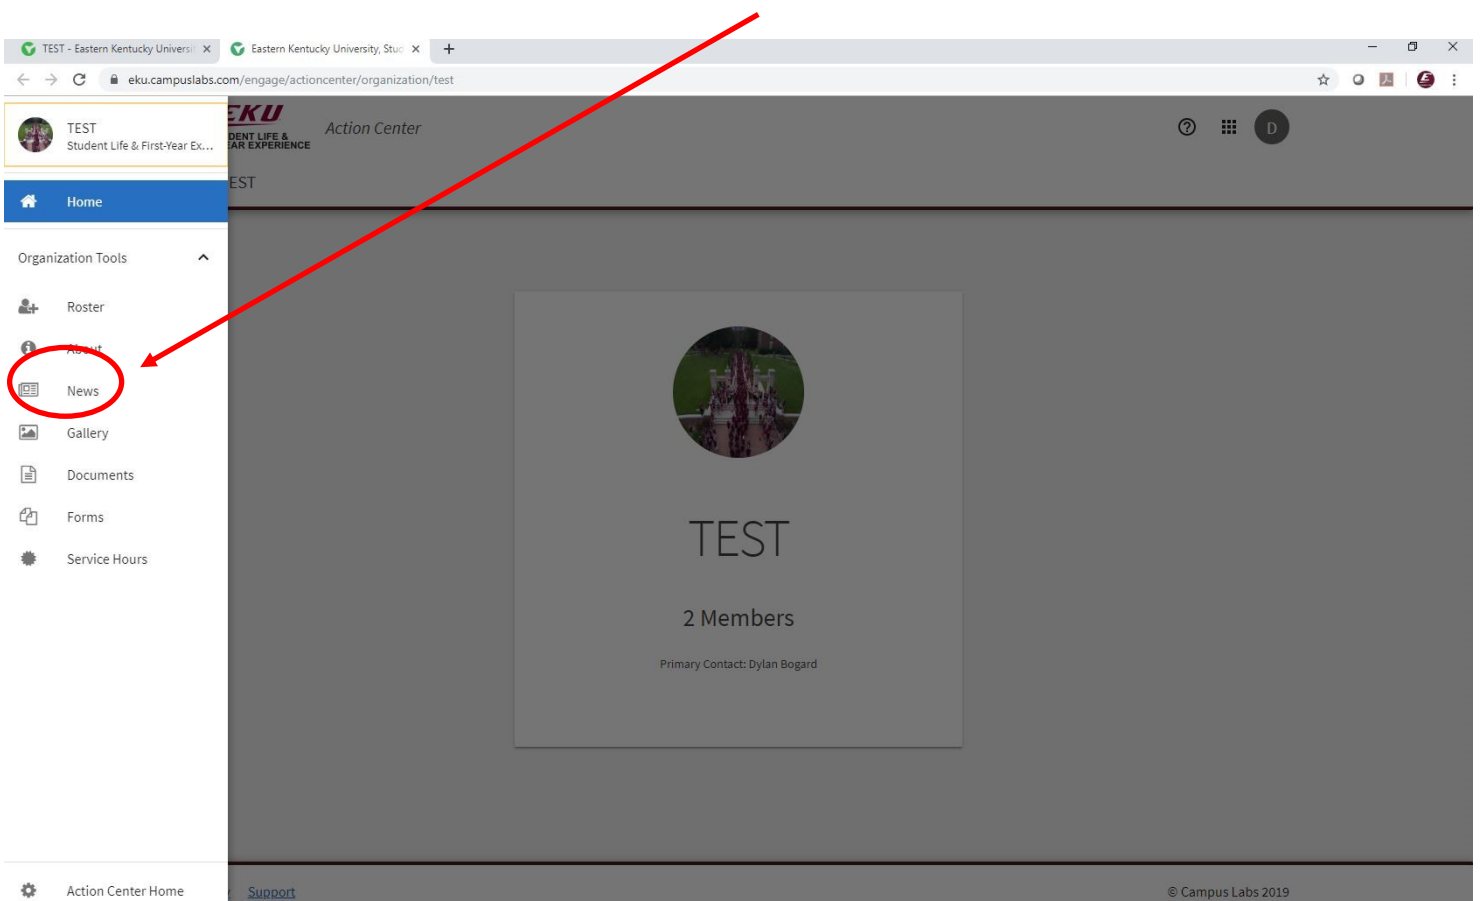 TEST - Eastern Kentucky Universit
Eastern Kentucky University, Stud
eku.campuslabs.com/engage/actioncenter/organization/test
TEST
Student Life & First-Year Ex...
EKU
DENT LIFE &
EAR EXPERIENCE
Action Center
D
EST
Home
Organization Tools
Roster
About
News
Gallery
Documents
Forms
Service Hours
TEST
2 Members
Primary Contact: Dylan Bogard
Action Center Home
Support
© Campus Labs 2019